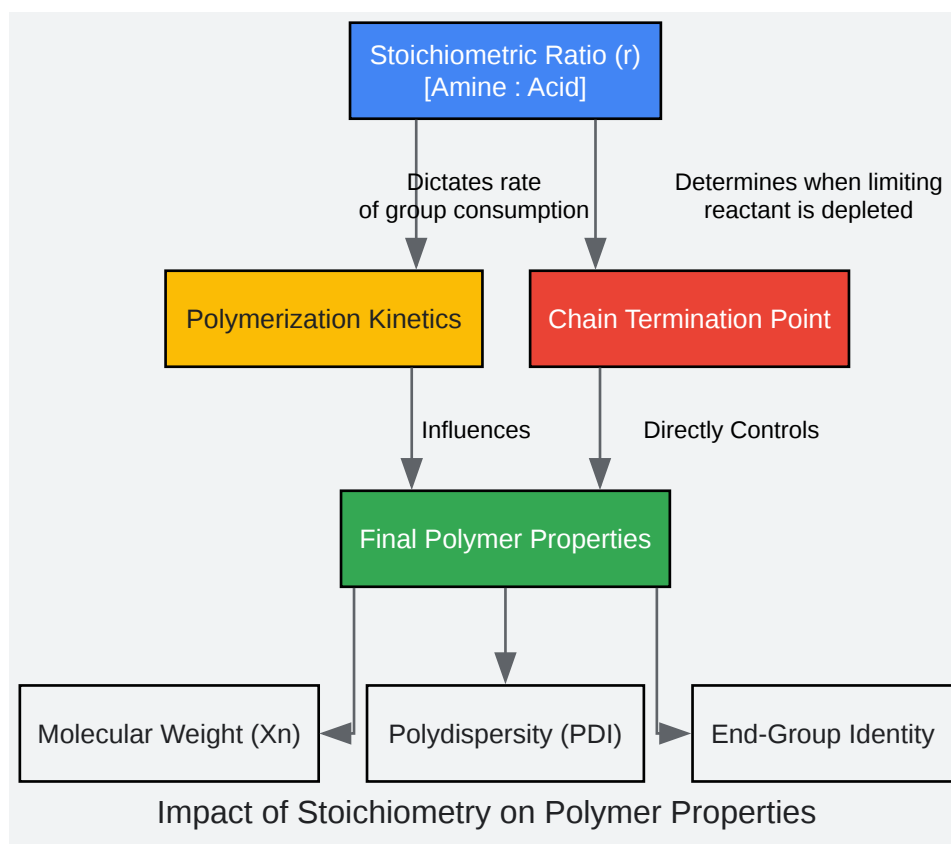 Stoichiometric Ratio (r)
[Amine : Acid]
Dictates rate
of group consumption
Determines when limiting
reactant is depleted
Polymerization Kinetics
Chain Termination Point
Influences
Directly Controls
Final Polymer Properties
Molecular Weight (Xn)
Polydispersity (PDI)
End-Group Identity
Impact of Stoichiometry on Polymer Properties